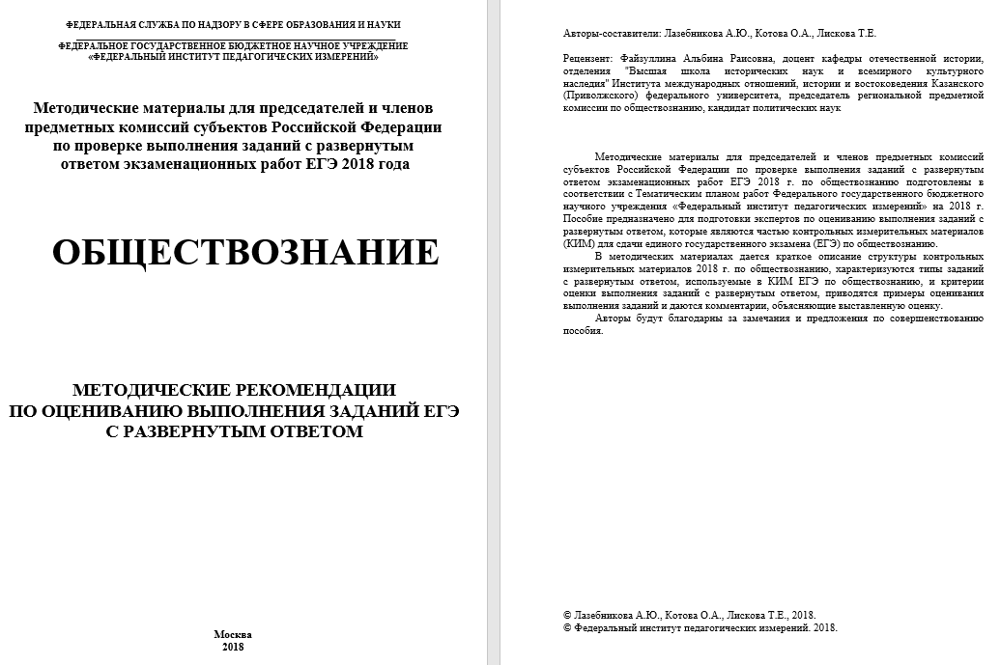 ФЕДЕРАЛЬНАЯ СЛУЖБА ПО НАДЗОРУ В СФЕРЕ ОБРАЗОВАНИЯ И НАУКИ
ФЕДЕРАЛЬНОЕ ГОСУДАРСТВЕННОЕ БЮДЖЕТНОЕ НАУЧНОЕ УЧРЕЖДЕНИЕ
«ФЕДЕРАЛЬНЫЙ ИНСТИТУТ ПЕДАГОГИЧЕСКИХ ИЗМЕРЕНИЙ»
Методические материалы для председателей и членов
предметных комиссий субъектов Российской Федерации
по проверке выполнения заданий с развернутым
ответом экзаменационных работ ЕГЭ 2018 года
ОБЩЕСТВОЗНАНИЕ
МЕТОДИЧЕСКИЕ РЕКОМЕНДАЦИИ
ПО ОЦЕНИВАНИЮ ВЫПОЛНЕНИЯ ЗАДАНИЙ ЕГЭ
С РАЗВЕРНУТЫМ ОТВЕТОМ
Москва
2018
Авторы-составители: Лазебникова А.Ю., Котова О.А., Лискова Т.Е.
Рецензент: Файзуллина Альбина Раисовна, доцент кафедры отечественной истории,
отделения "Высшая школа исторических наук и всемирного культурного
наследия" Института международных отношений, истории и востоковедения Казанского
(Приволжского) федерального университета, председатель региональной предметной
комиссии по обществознанию, кандидат политических наук
Методические материалы для председателей и членов предметных комиссий
субъектов Российской Федерации по проверке выполнения заданий с развернутым
ответом экзаменационных работ ЕГЭ 2018 г. по обществознанию подготовлены в
соответствии с Тематическим планом работ Федерального государственного бюджетного
научного учреждения «Федеральный институт педагогических измерений» на 2018 г.
Пособие предназначено для подготовки экспертов по оцениванию выполнения заданий с
развернутым ответом, которые являются частью контрольных измерительных материалов
(КИМ) для сдачи единого государственного экзамена (ЕГЭ) по обществознанию.
В методических материалах дается краткое описание структуры контрольных
измерительных материалов 2018 г. по обществознанию, характеризуются типы заданий
с развернутым ответом, используемые в КИМ ЕГЭ по обществознанию, и критерии
оценки выполнения заданий с развернутым ответом, приводятся примеры оценивания
выполнения заданий и даются комментарии, объясняющие выставленную оценку.
Авторы будут благодарны за замечания и предложения по совершенствованию
пособия.
© Лазебникова А.Ю., Котова О.А., Лискова Т.Е., 2018.
© Федеральный институт педагогических измерений. 2018.